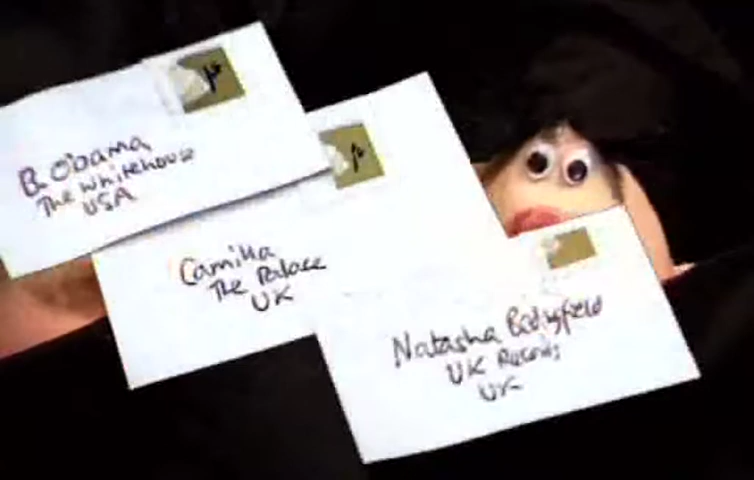 B. Obama
The Whitehouse
USA
Camilla
The Palace
UK
Natasha Bedingfield
UK Records
UK